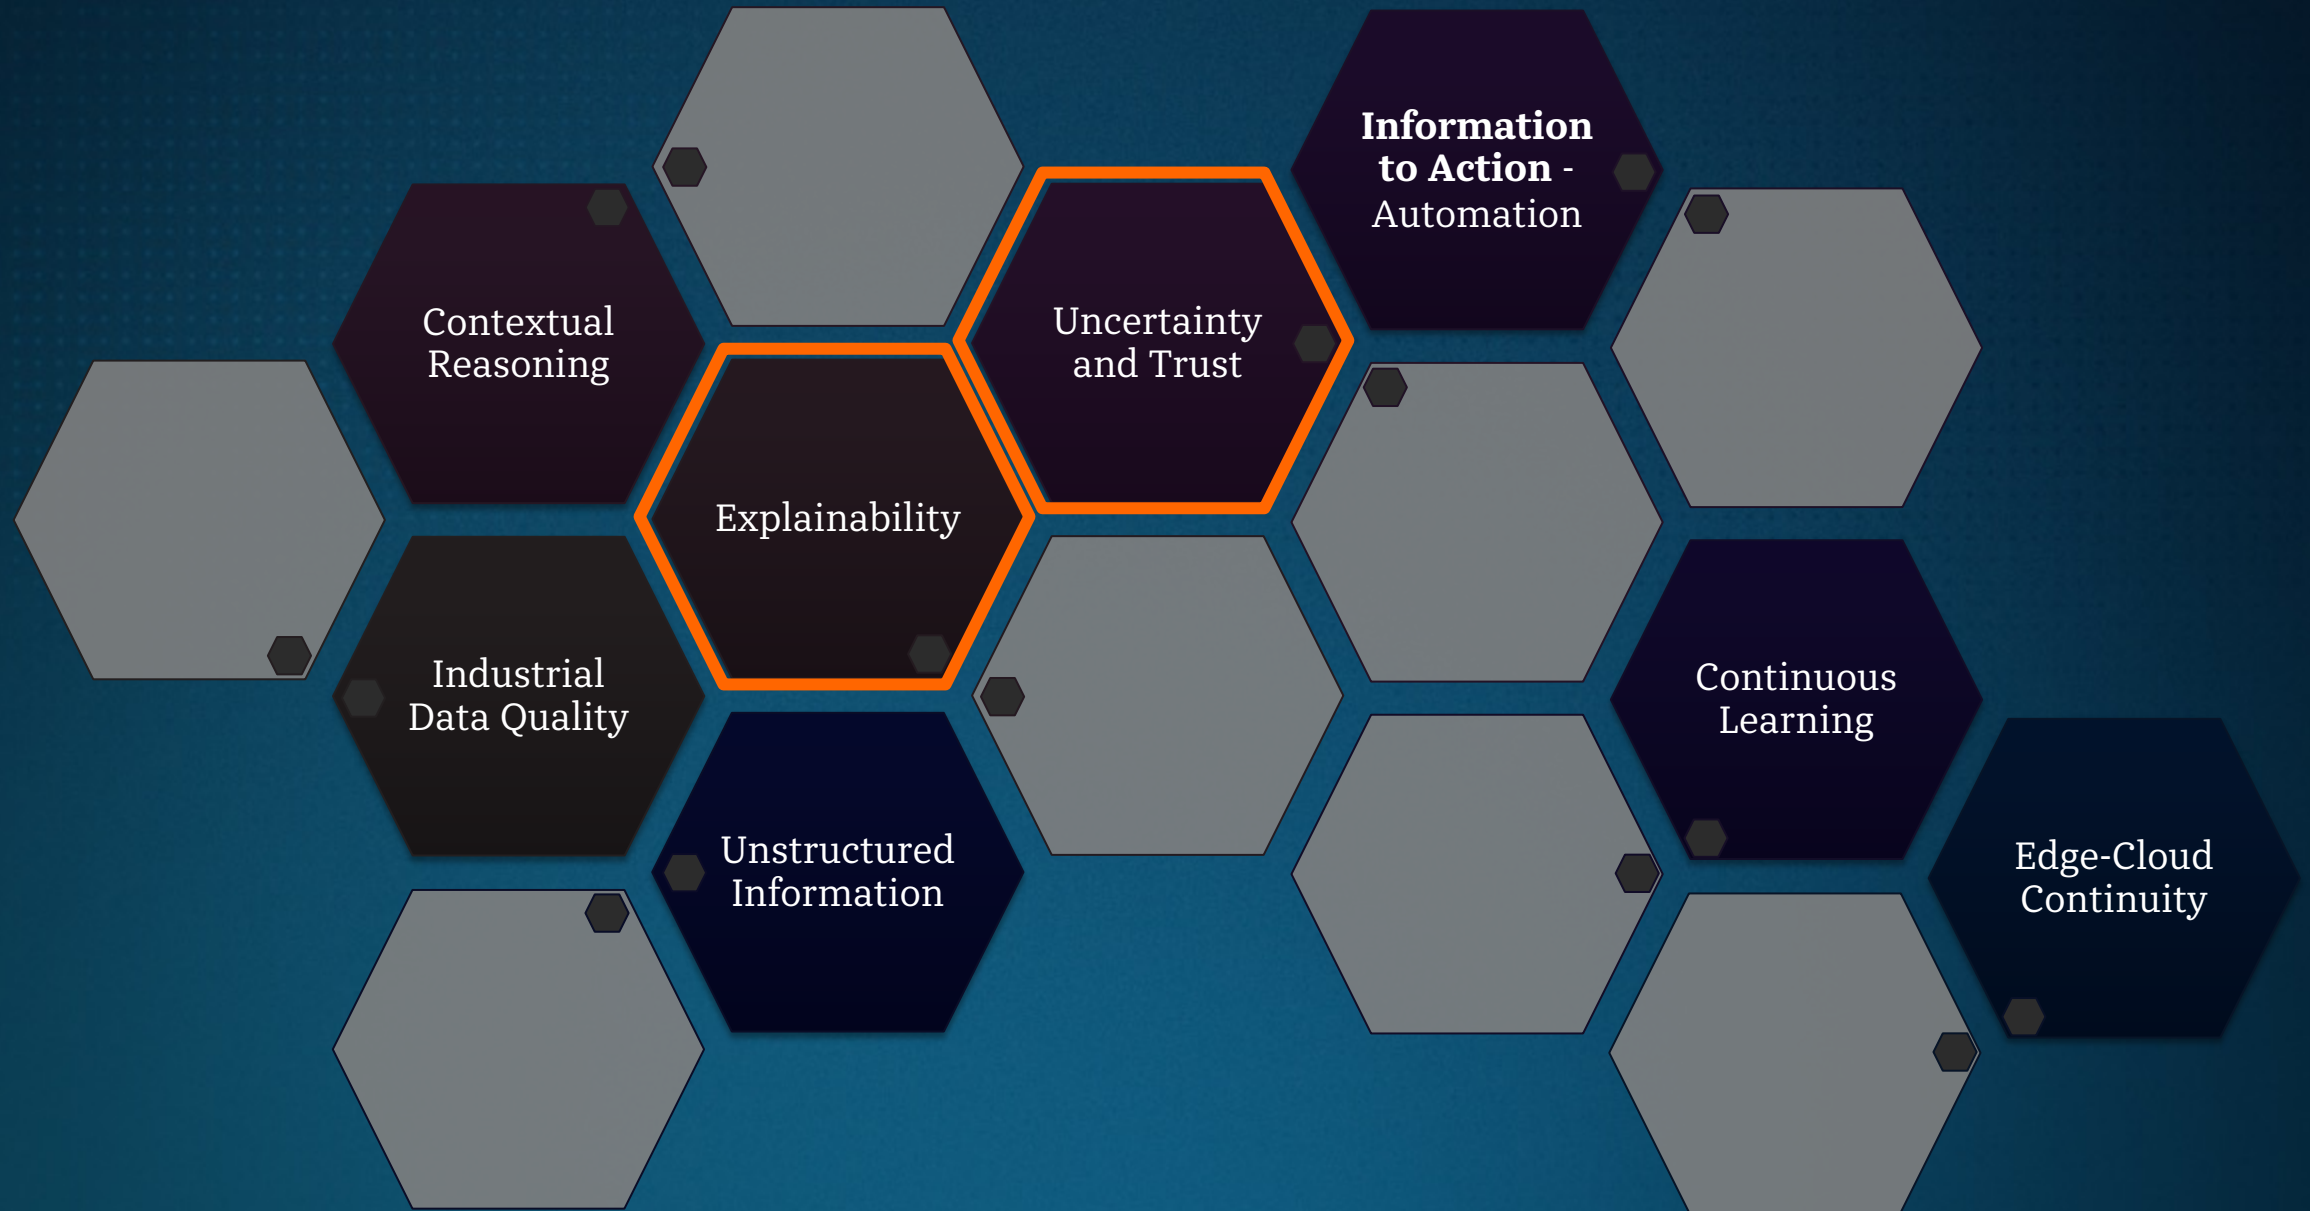 Information
to Action -
Automation
Contextual
Reasoning
Uncertainty
and Trust
Explainability
Industrial
Data Quality
Continuous
Learning
Unstructured
Information
Edge-Cloud
Continuity